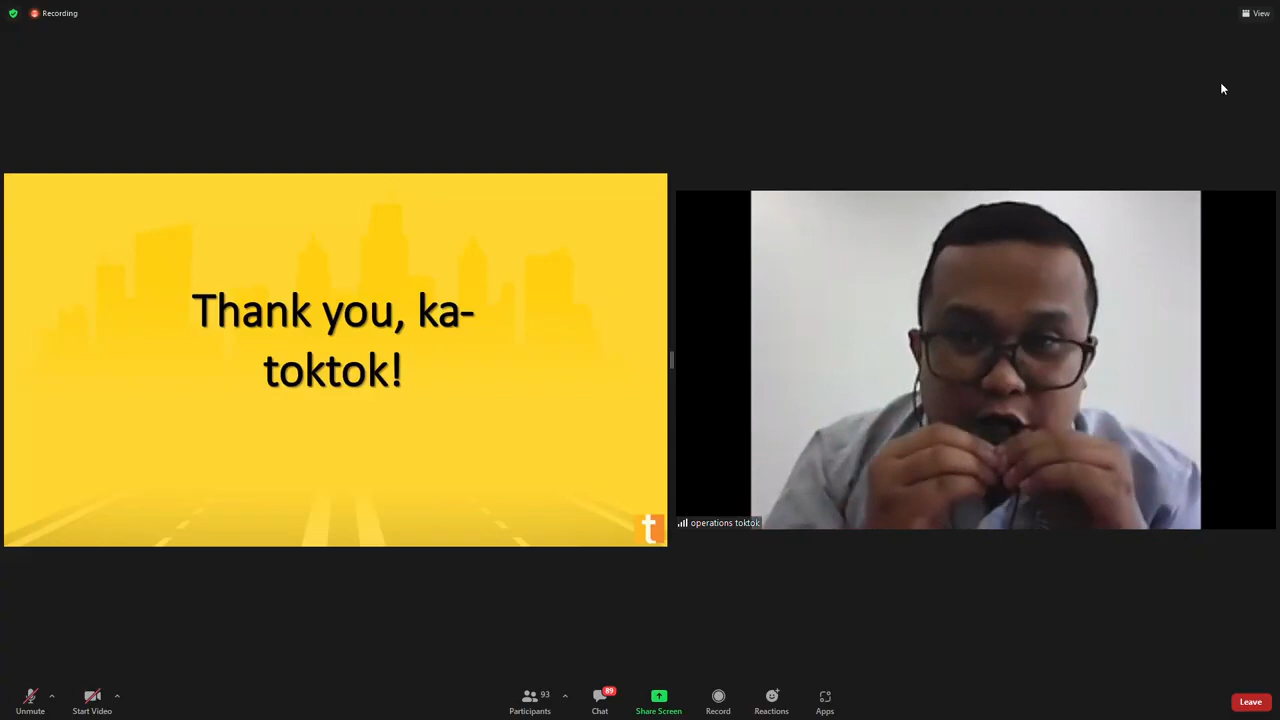 Recording
View
Thank you, ka-
toktok!
t
operations toktok
Unmute
Start Video
93
Participants
89
Chat
Share Screen
Record
Reactions
Apps
Leave